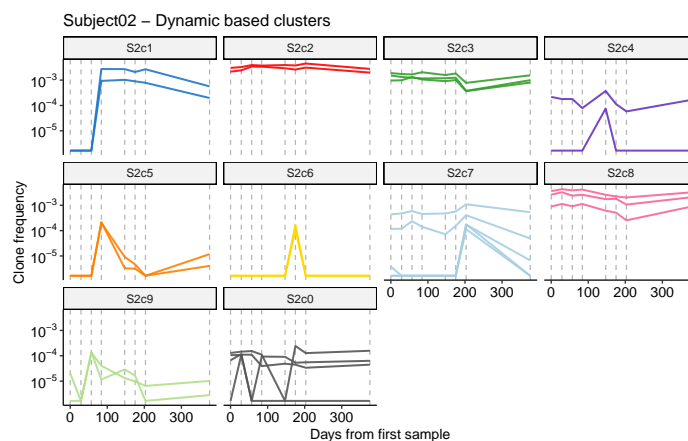 Subject02 – Dynamic based clusters
S2c1 S2c2 S2c3 S2c4
10−3
10−4
10−5
S2c5 S2c6 S2c7 S2c8
10−3
10−4
10−5
0 100 200 300 0 100 200 300
S2c9 S2c0
10−3
10−4
10−5
0 100 200 300 0 100 200 300
Clone frequency
Days from first sample